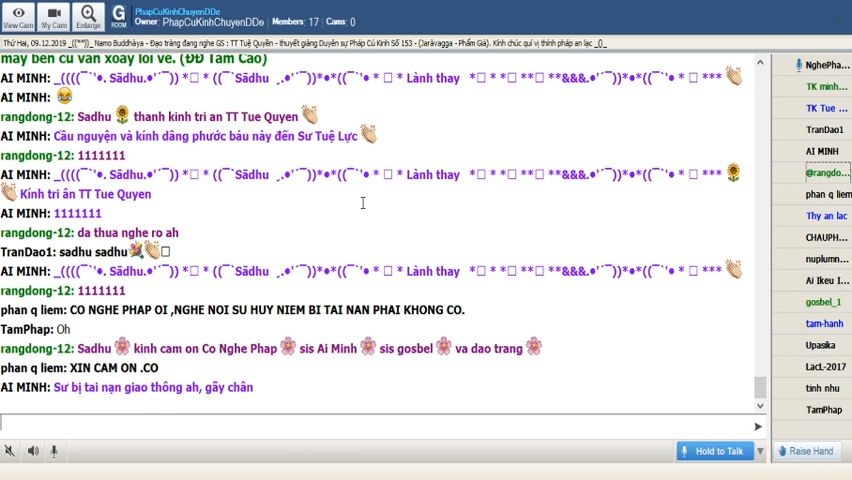 View Cam
My Cam
Enlarge
G
ROOM
PhapCuKinhChuyenDDe
Owner: PhapCuKinhChuyenDDe Members: 17 Cams: 0
Thứ Hai, 09.12.2019 _((**))_ Namo Buddhàya - Đạo tràng đang nghe GS : TT Tuệ Quyền - thuyết giảng Duyên sự Pháp Cú Kinh Số 153 - (Jaràvagga - Phẩm Già). Kính chúc quí vị thính pháp an lạc _()_
mây bên cũ vẫn xoáy lối về. (ĐĐ Tâm Cao)
AI MINH: _((((¯`'•. Sādhu.•'´¯)) *□ * ((¯`Sādhu ¸.•'´¯))*•*((¯`'•* □ * Lành thay *□ * **□ **□ **&&&.•'´¯))*•*((¯`'•* □ * ***
AI MINH:
rangdong-12: Sadhu thanh kinh tri an TT Tue Quyen
AI MINH: Cầu nguyện và kính dâng phước báu này đến Sư Tuệ Lực
rangdong-12: 1111111
AI MINH: _((((¯`'•. Sādhu.•'´¯)) *□ * ((¯`Sādhu ¸.•'´¯))*•*((¯`'•* □ * Lành thay *□ * **□ **□ **&&&.•'´¯))*•*((¯`'•* □ * ***
Kính tri ân TT Tue Quyen
AI MINH: 1111111
rangdong-12: da thua nghe ro ah
TranDao1: sadhu sadhu
AI MINH: _((((¯`'•. Sādhu.•'´¯)) *□ * ((¯`Sādhu ¸.•'´¯))*•*((¯`'•* □ * Lành thay *□ * **□ **□ **&&&.•'´¯))*•*((¯`'•* □ * ***
rangdong-12: 1111111
phan q liem: CO NGHE PHAP OI ,NGHE NOI SU HUY NIEM BI TAI NAN PHAI KHONG CO.
TamPhap: Oh
rangdong-12: Sadhu kinh cam on Co Nghe Phap sis Ai Minh sis gosbel va dao trang
phan q liem: XIN CAM ON .CO
AI MINH: Sư bị tai nạn giao thông ah, gãy chân
Hold to Talk
NghePha...
TK minh...
TK Tue ...
TranDao1
AI MINH
@rangdo...
phan q liem
Thy an lac
CHAUPH...
nuplumn...
Ai Ikeu I...
gosbel_1
tam-hanh
Upasika
LacL-2017
tinh nhu
TamPhap
Raise Hand